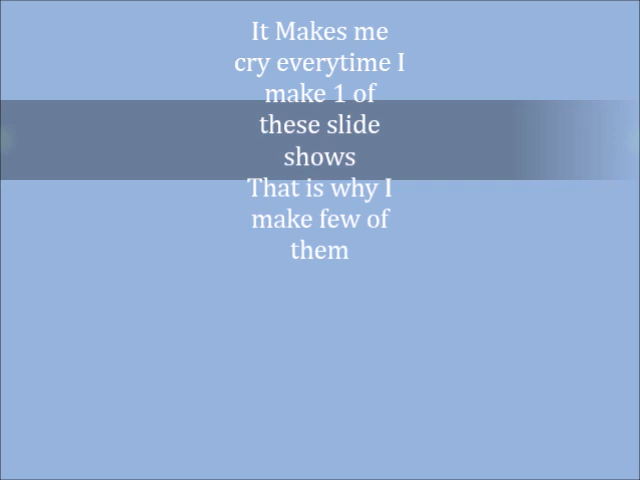 It Makes me
cry everytime I
make 1 of
these slide
shows
That is why I
make few of
them